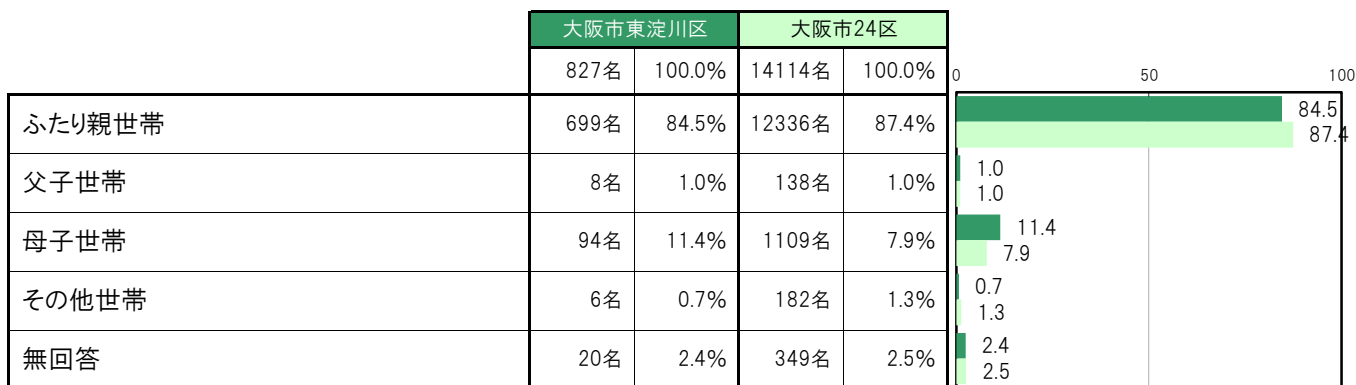 大阪市東淀川区 大阪市24区
827名 100.0% 14114名 100.0% 0 50 100
ふたり親世帯 699名 84.5% 12336名 87.4% 84.5
87.4
父子世帯 8名 1.0% 138名 1.0% 1.0
1.0
母子世帯 94名 11.4% 1109名 7.9% 11.4
7.9
その他世帯 6名 0.7% 182名 1.3% 0.7
1.3
無回答 20名 2.4% 349名 2.5% 2.4
2.5